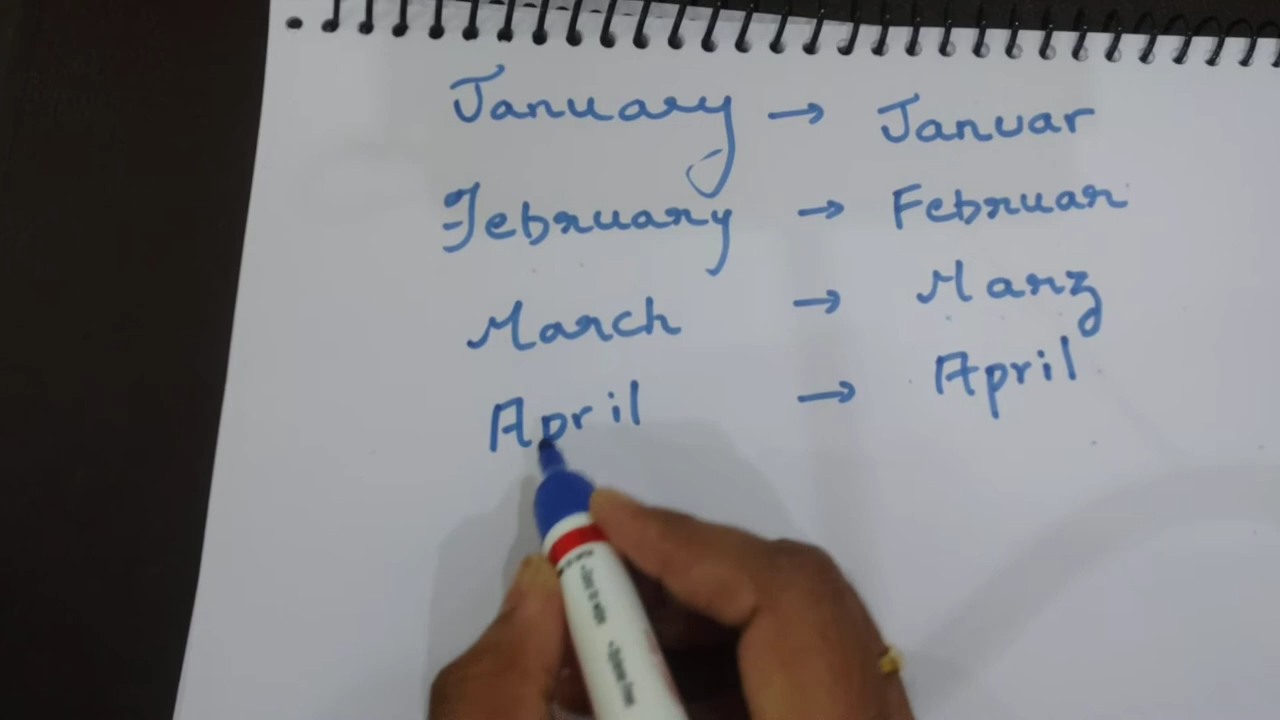 January → Januar
February → Februar
March → Marz
April → April